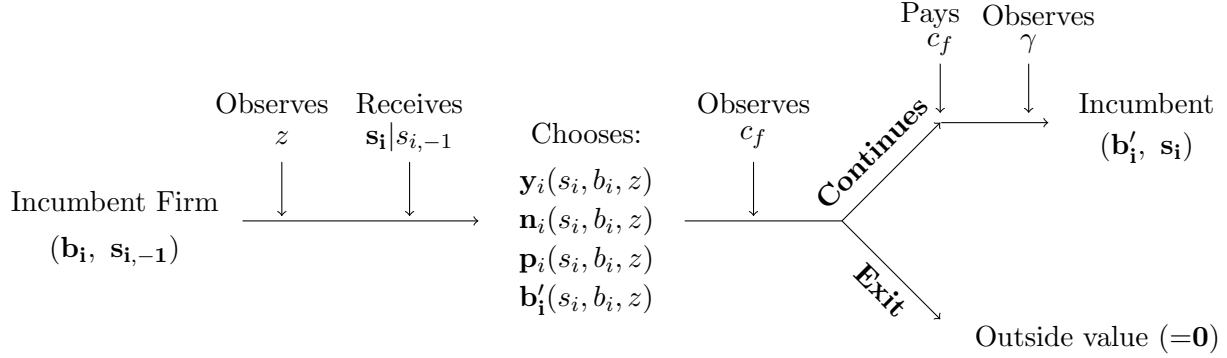 Pays
c_f
Observes
γ
Observes
z
Receives
s_i|s_{i,−1}
Chooses:
y_i(s_i, b_i, z)
n_i(s_i, b_i, z)
p_i(s_i, b_i, z)
b′_i(s_i, b_i, z)
Observes
c_f
Continues
Incumbent
(b′_i, s_i)
Incumbent Firm
(b_i, s_{i,−1})
Exit
Outside value (=0)